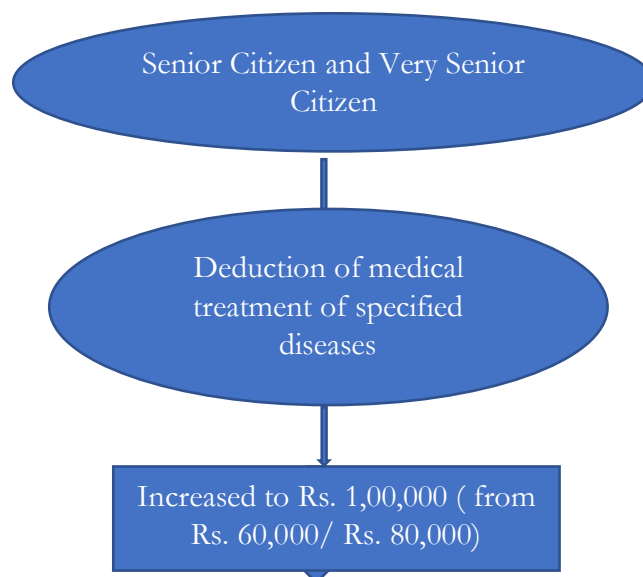 Senior Citizen and Very Senior
Citizen
Deduction of medical
treatment of specified
diseases
Increased to Rs. 1,00,000 ( from
Rs. 60,000/ Rs. 80,000)